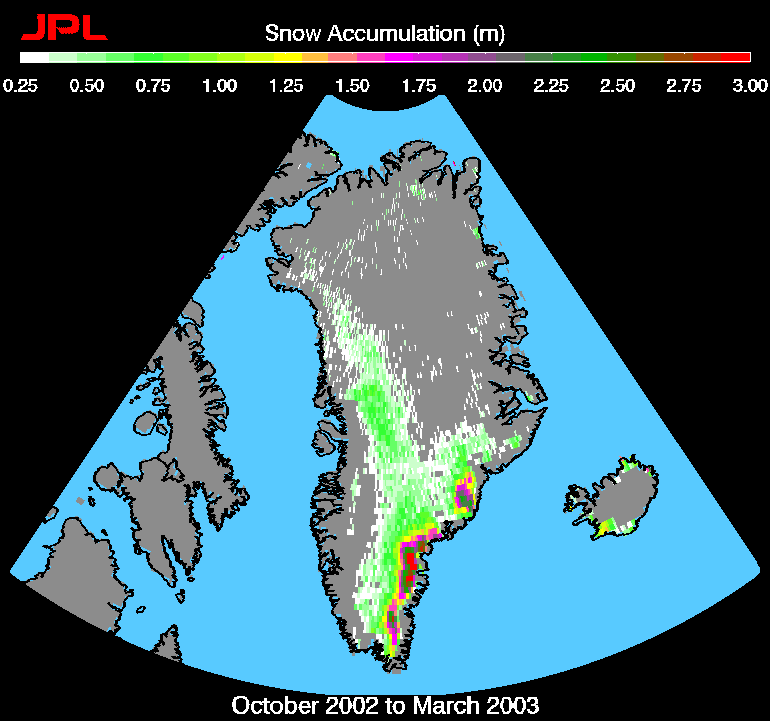 JPL
Snow Accumulation (m)
0.25 0.50 0.75 1.00 1.25 1.50 1.75 2.00 2.25 2.50 2.75 3.00
October 2002 to March 2003